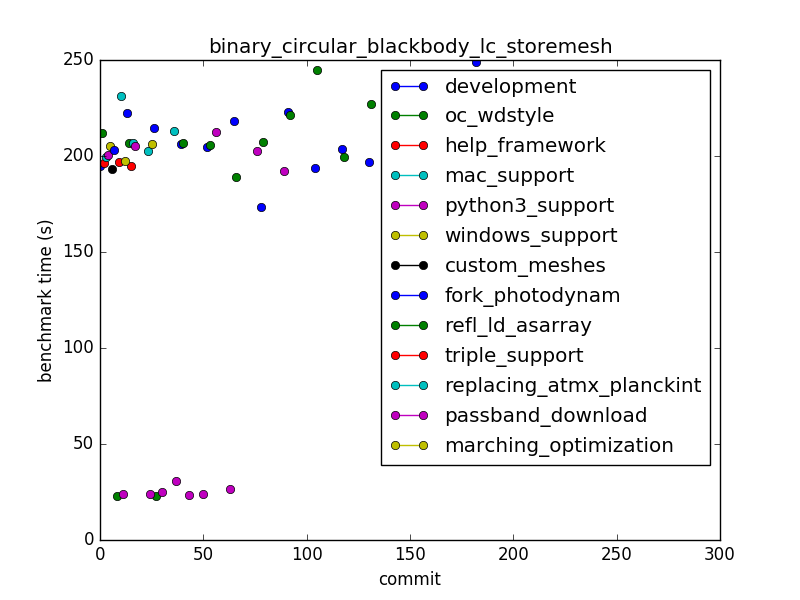 binary_circular_blackbody_lc_storemesh
250
200
150
100
50
0
benchmark time (s)
development
oc_wdstyle
help_framework
mac_support
python3_support
windows_support
custom_meshes
fork_photodynam
refl_ld_asarray
triple_support
replacing_atmx_planckint
passband_download
marching_optimization
0 50 100 150 200 250 300
commit